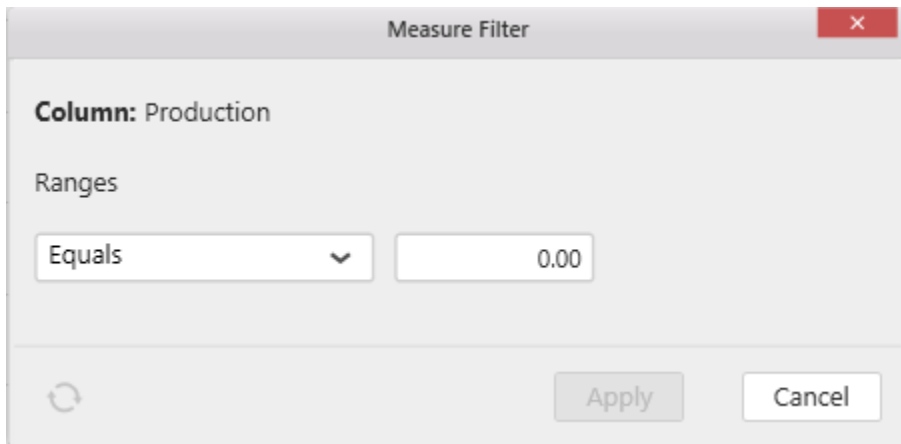 Measure Filter
Column: Production
Ranges
Equals 0.00
Apply Cancel